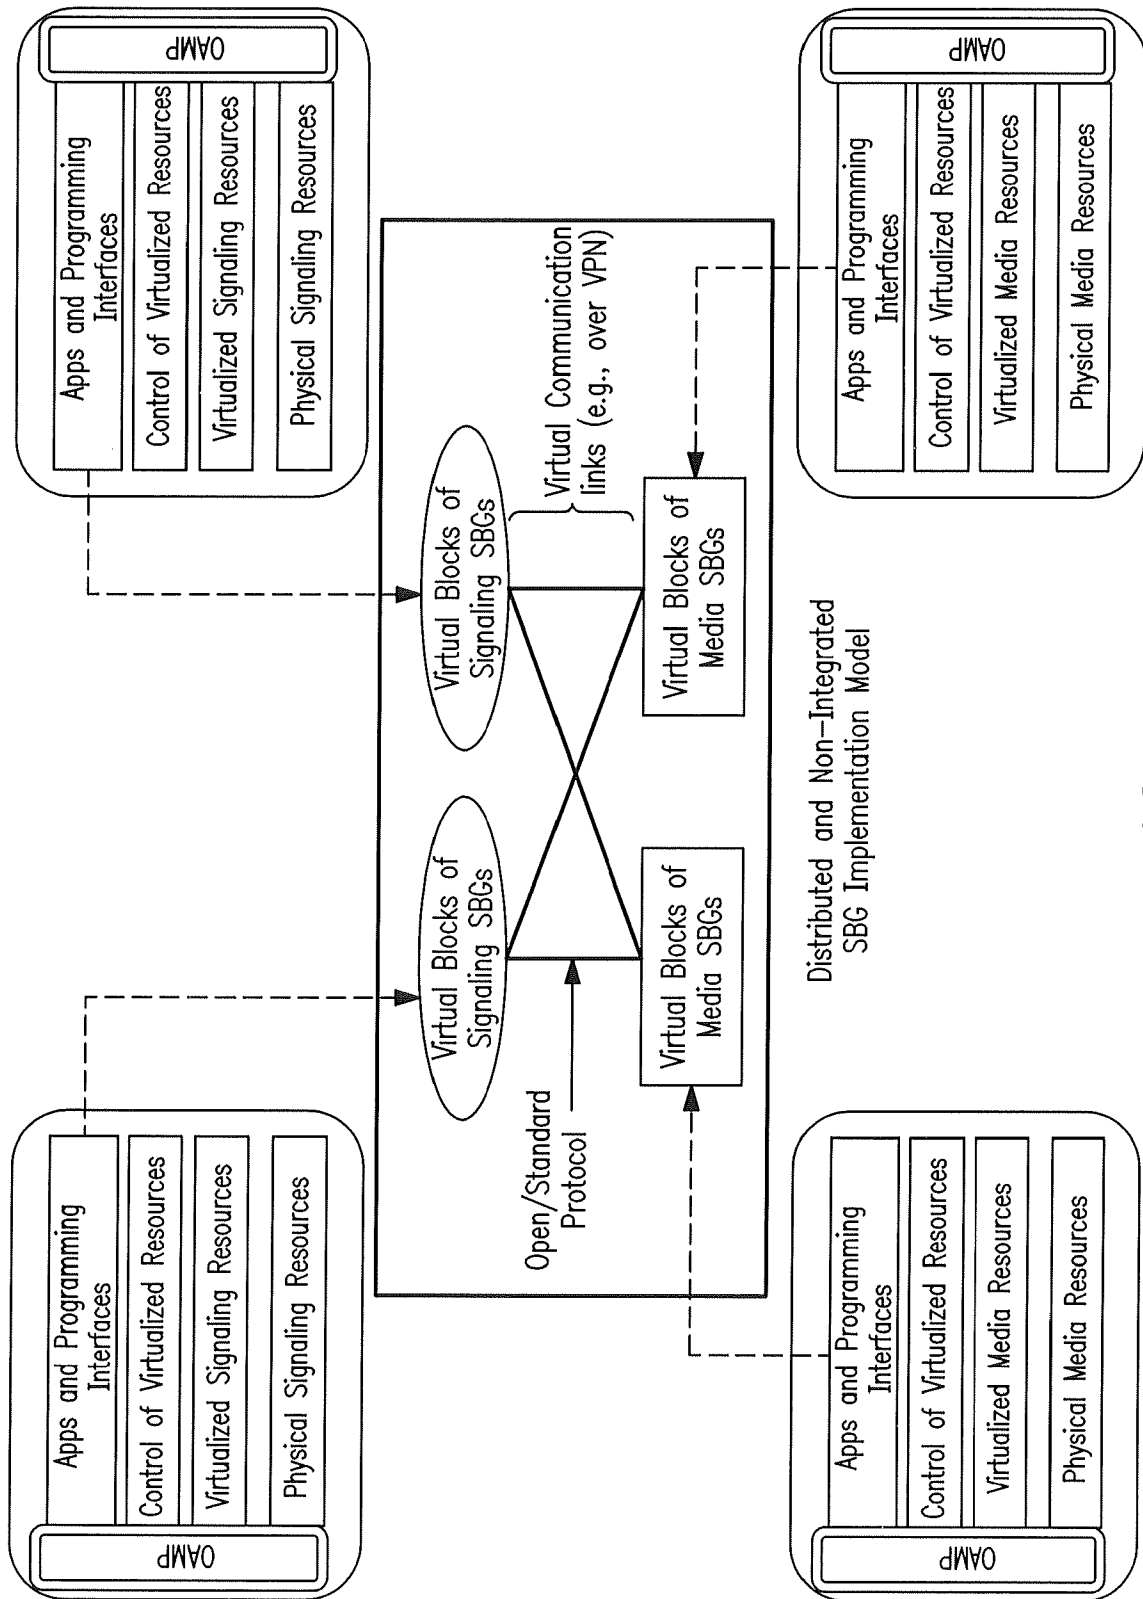 OAMP
Apps and Programming
Interfaces
Control of Virtualized Resources
Virtualized Signaling Resources
Physical Signaling Resources
Apps and Programming
Interfaces
Control of Virtualized Resources
Virtualized Signaling Resources
Physical Signaling Resources
OAMP
Virtual Blocks of
Signaling SBGs
Virtual Blocks of
Signaling SBGs
Open/Standard
Protocol
Virtual Communication
links (e.g., over VPN)
Virtual Blocks of
Media SBGs
Virtual Blocks of
Media SBGs
Distributed and Non-Integrated
SBG Implementation Model
OAMP
Apps and Programming
Interfaces
Control of Virtualized Resources
Virtualized Media Resources
Physical Media Resources
Apps and Programming
Interfaces
Control of Virtualized Resources
Virtualized Media Resources
Physical Media Resources
OAMP